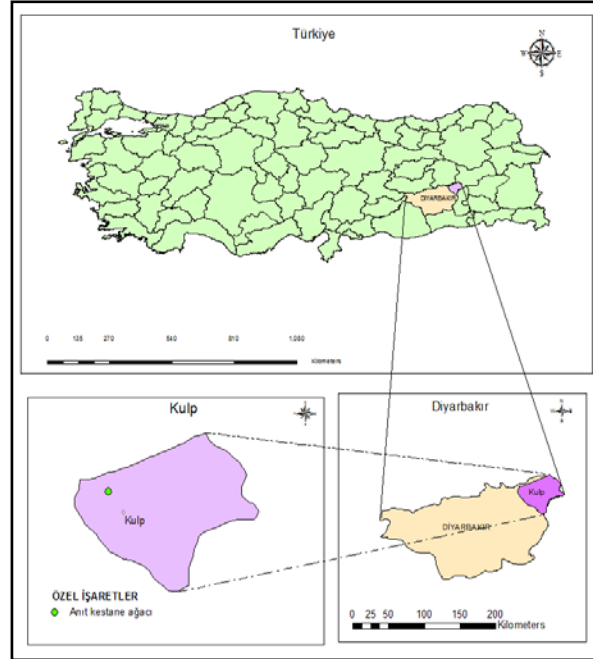 Türkiye
N
W E
S
DİYARBAKIR
0 135 270 540 810 1,080
Kilometers
Kulp
Kulp
ÖZEL İŞARETLER
Anıt kestane ağacı
Diyarbakır
N
W E
S
Kulp
DİYARBAKIR
0 25 50 100 150 200
Kilometers